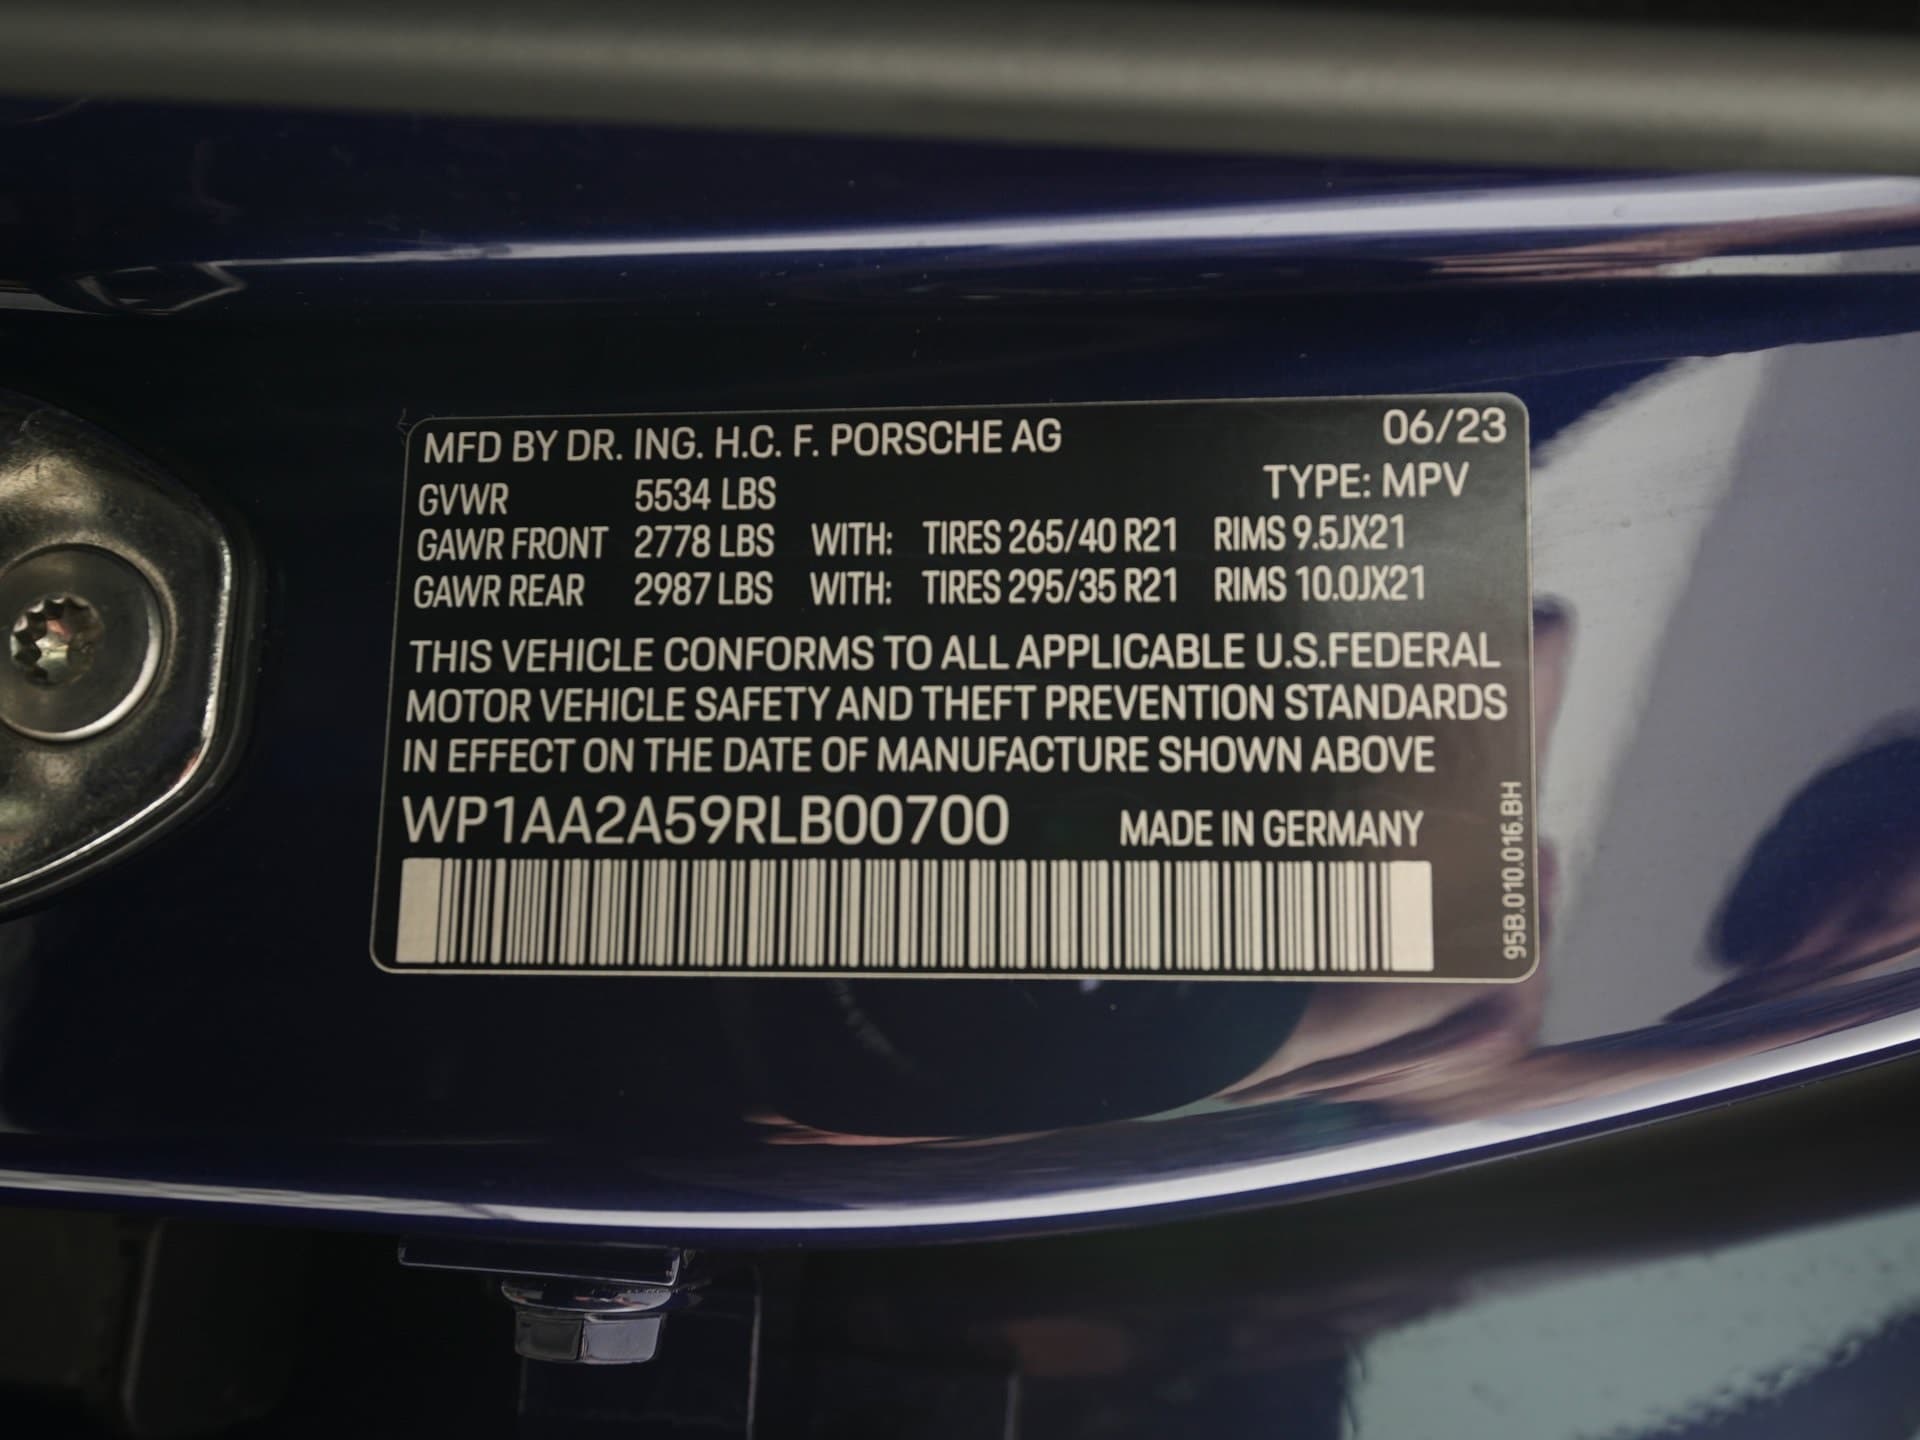 MFD BY DR. ING. H.C. F. PORSCHE AG 06/23
GVWR 5534 LBS TYPE: MPV
GAWR FRONT 2778 LBS WITH: TIRES 265/40 R21 RIMS 9.5JX21
GAWR REAR 2987 LBS WITH: TIRES 295/35 R21 RIMS 10.0JX21
THIS VEHICLE CONFORMS TO ALL APPLICABLE U.S.FEDERAL
MOTOR VEHICLE SAFETY AND THEFT PREVENTION STANDARDS
IN EFFECT ON THE DATE OF MANUFACTURE SHOWN ABOVE
WP1AA2A59RLB00700 MADE IN GERMANY
95B.010.016.BH